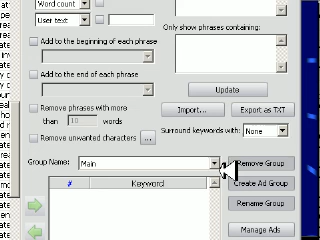 Word count
User text
Only show phrases containing:
Add to the beginning of each phrase
Add to the end of each phrase
Update
Remove phrases with more
than 10 words
Import...
Export as TXT
Remove unwanted characters
...
Surround keywords with:
None
Group Name:
Main
Remove Group
# Keyword
Create Ad Group
Rename Group
Manage Ads